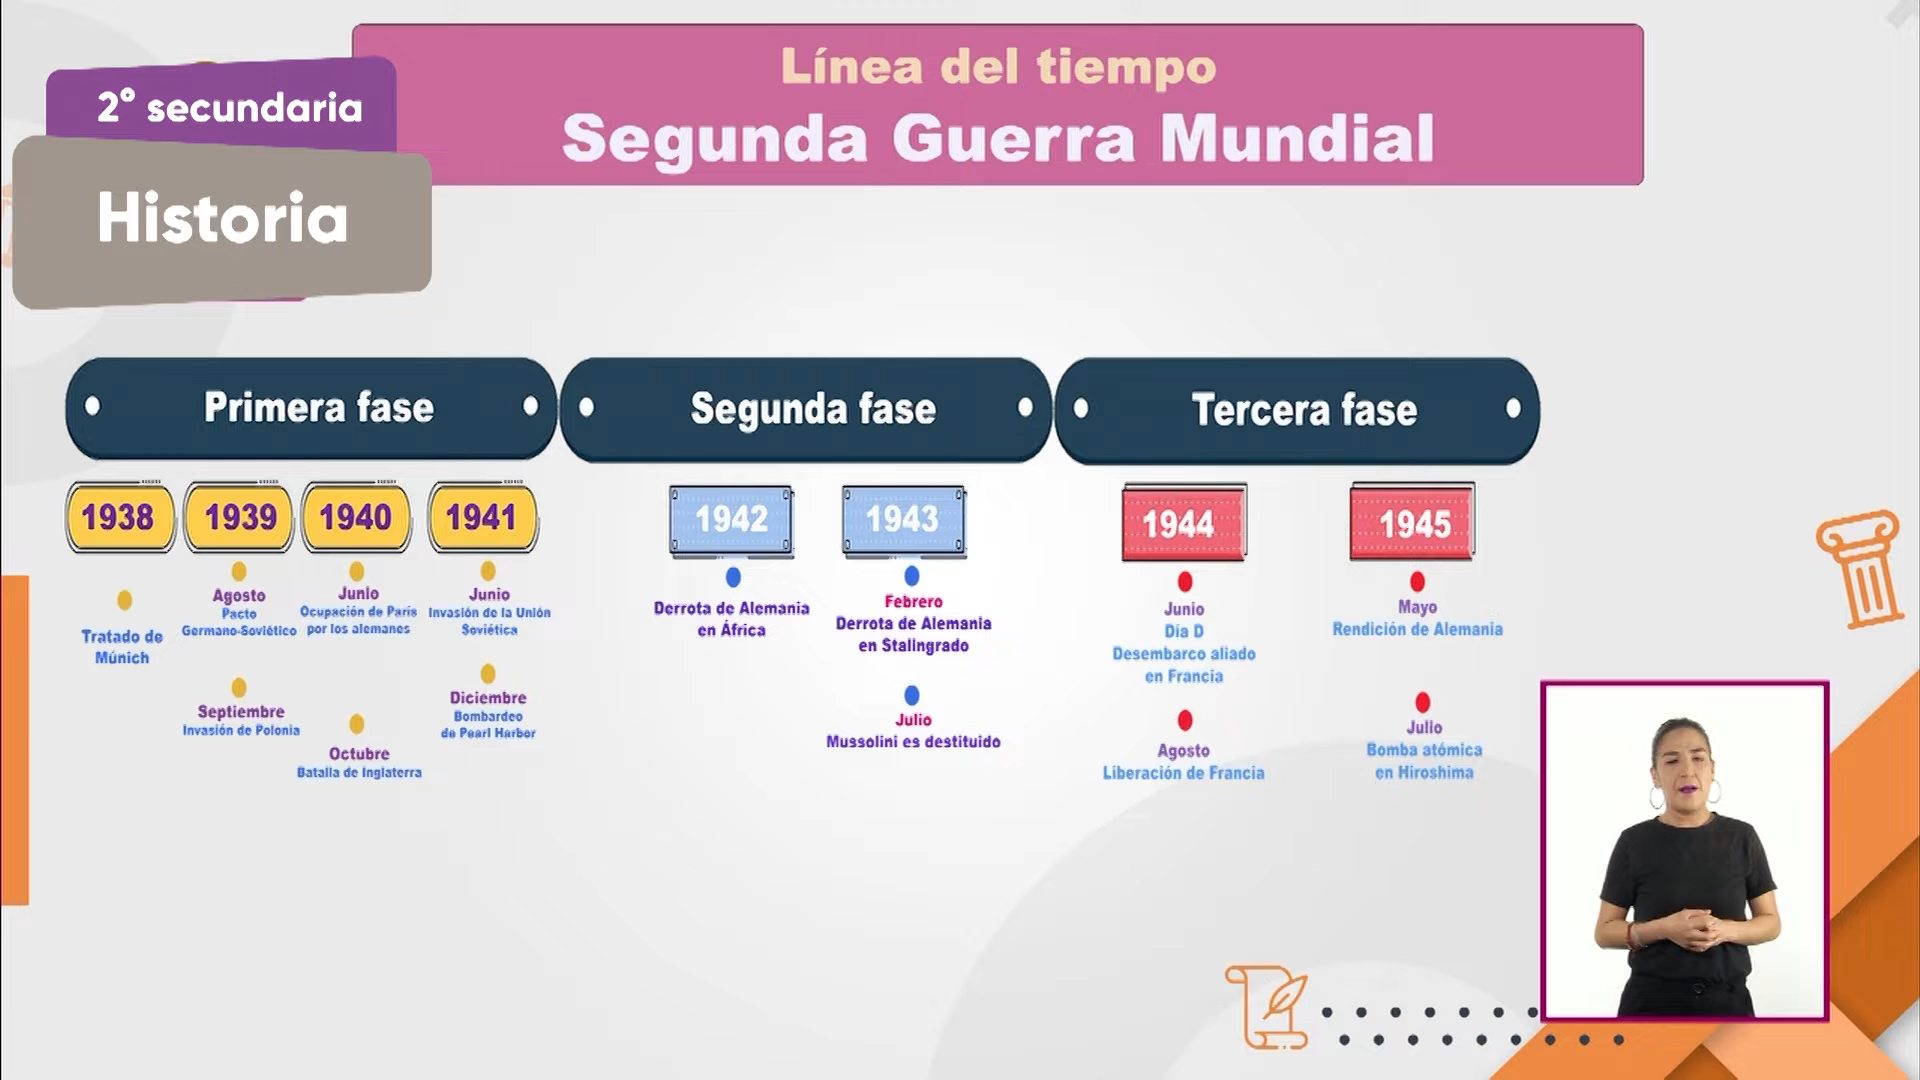 Línea del tiempo
Segunda Guerra Mundial
2° secundaria
Historia
Primera fase
Segunda fase
Tercera fase
1938
1939
1940
1941
1942
1943
1944
1945
Tratado de
Múnich
Agosto
Pacto
Germano-Soviético
Septiembre
Invasión de Polonia
Junio
Ocupación de París
por los alemanes
Octubre
Batalla de Inglaterra
Junio
Invasión de la Unión
Soviética
Diciembre
Bombardeo
de Pearl Harbor
Derrota de Alemania
en África
Febrero
Derrota de Alemania
en Stalingrado
Julio
Mussolini es destituido
Junio
Día D
Desembarco aliado
en Francia
Agosto
Liberación de Francia
Mayo
Rendición de Alemania
Julio
Bomba atómica
en Hiroshima